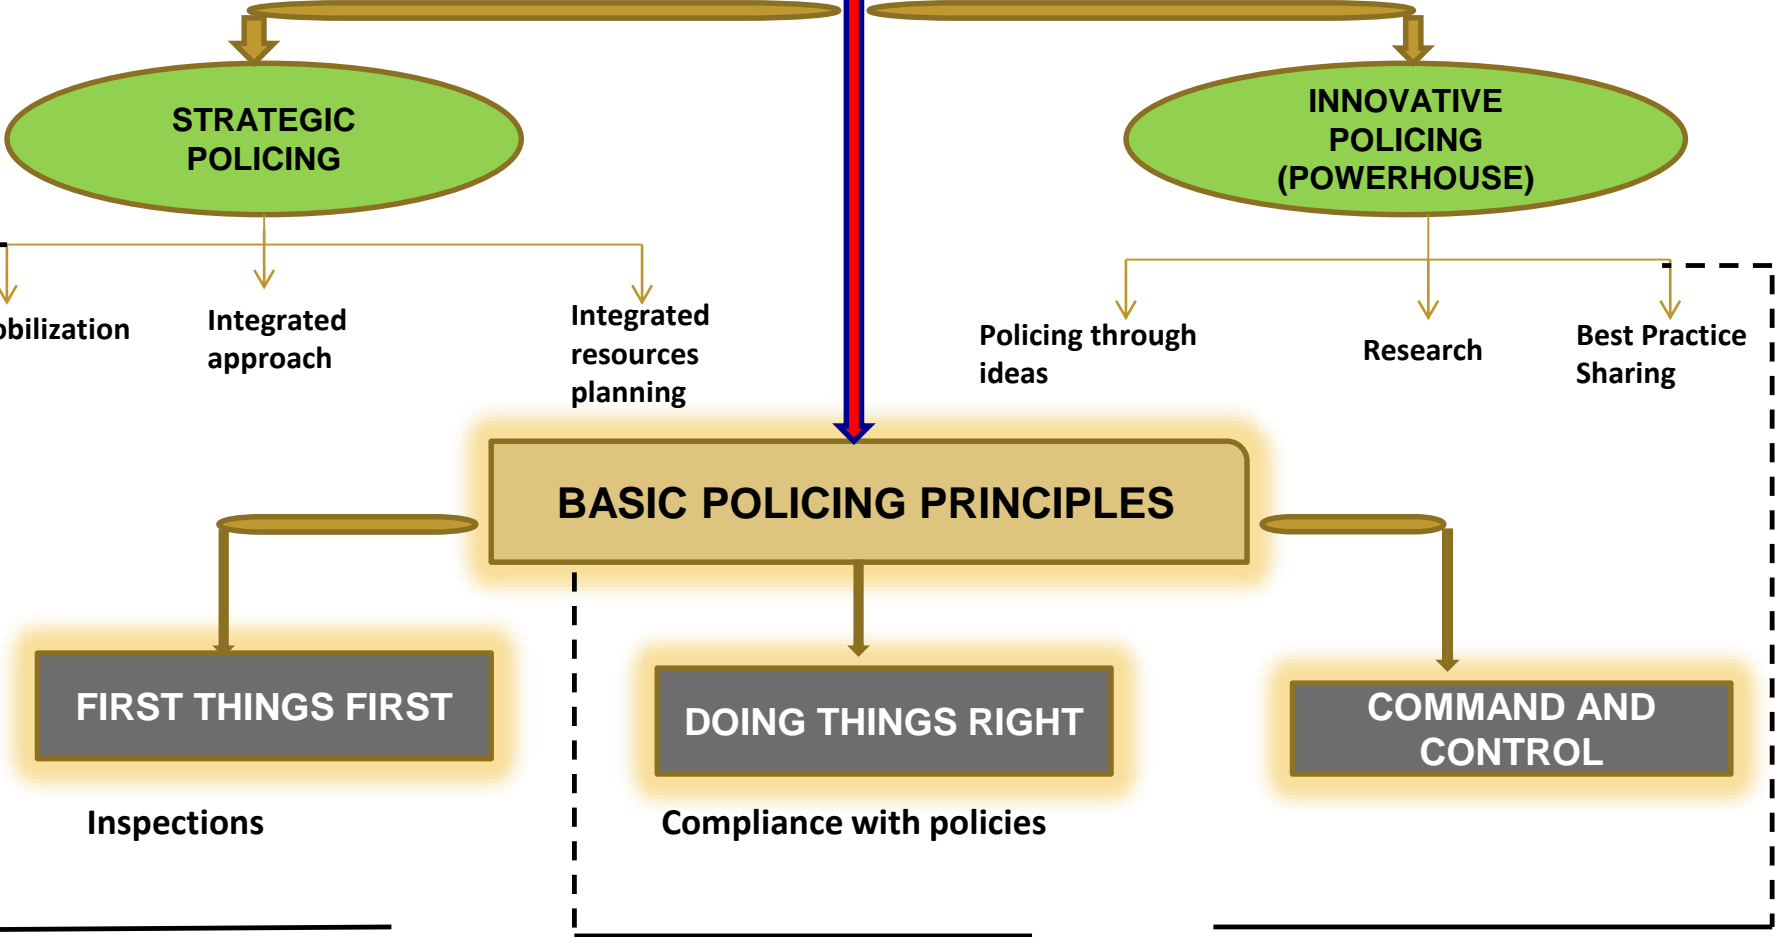 STRATEGIC
POLICING
INNOVATIVE
POLICING
(POWERHOUSE)
obilization
Integrated
approach
Integrated
resources
planning
Policing through
ideas
Research
Best Practice
Sharing
BASIC POLICING PRINCIPLES
FIRST THINGS FIRST
DOING THINGS RIGHT
COMMAND AND
CONTROL
Inspections
Compliance with policies